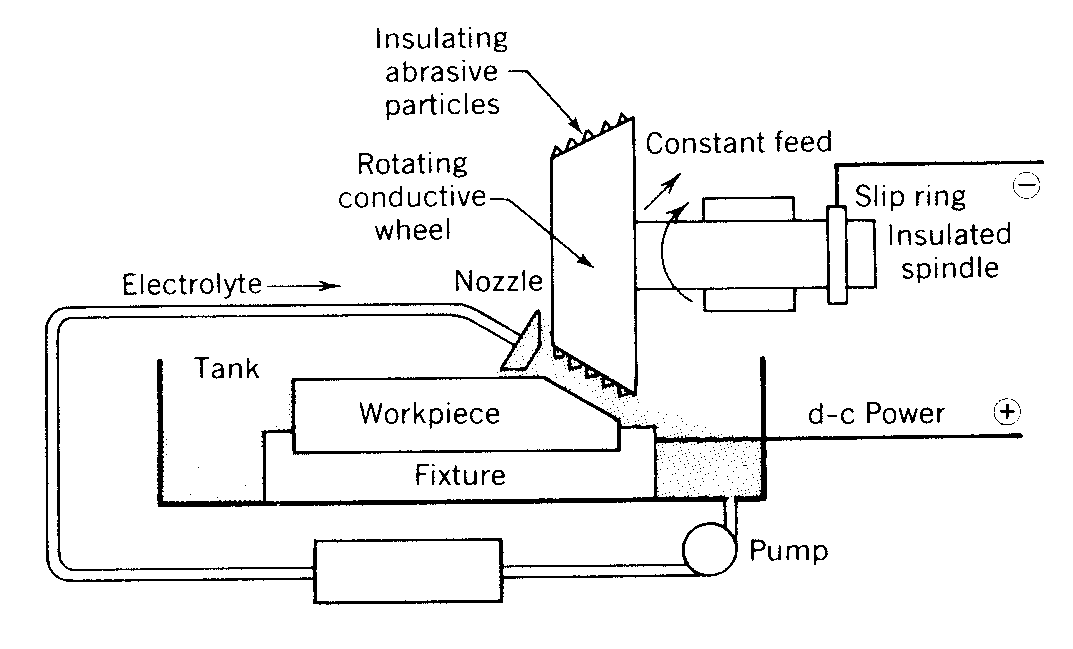 Insulating
abrasive
particles
Constant feed
Rotating
conductive
wheel
⊖
Slip ring
Insulated
spindle
Electrolyte
Nozzle
Tank
Workpiece
d-c Power
⊕
Fixture
Pump